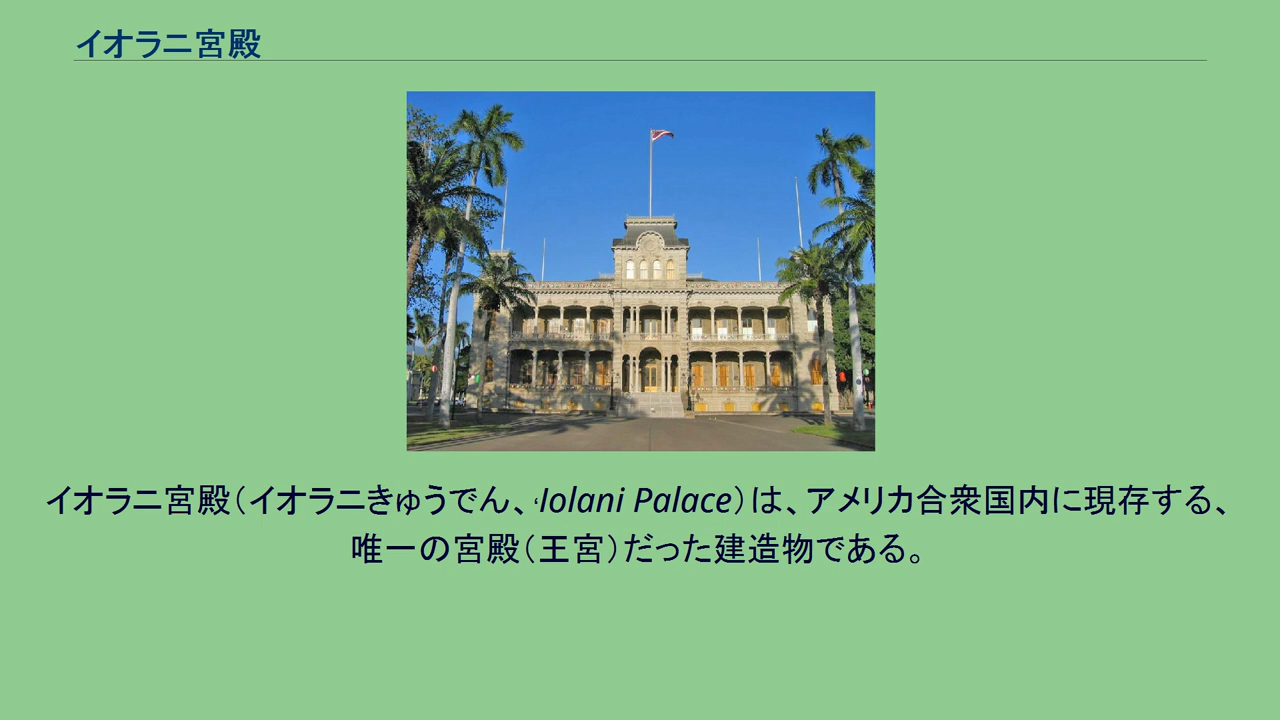 イオラニ宮殿
イオラニ宮殿（イオラニきゅうでん、ʻIolani Palace）は、アメリカ合衆国内に現存する、
唯一の宮殿（王宮）だった建造物である。